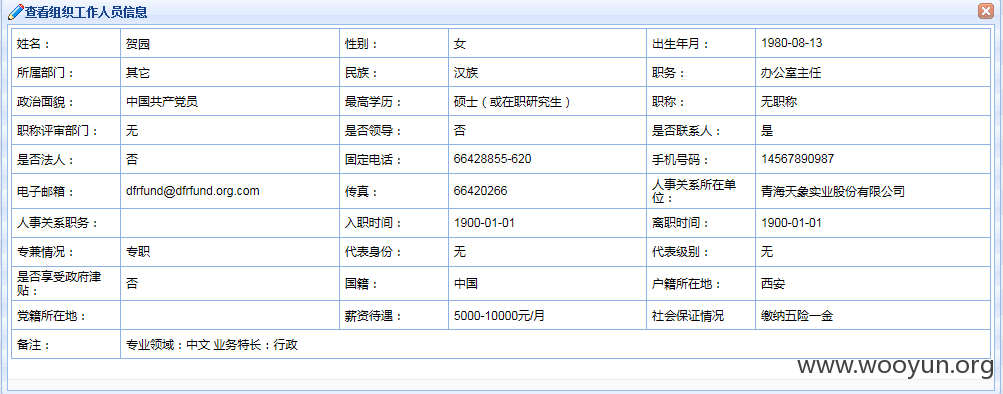 查看组织工作人员信息
姓名： 贺园 性别： 女 出生年月： 1980-08-13
所属部门： 其它 民族： 汉族 职务： 办公室主任
政治面貌： 中国共产党员 最高学历： 硕士（或在职研究生） 职称： 无职称
职称评审部门： 无 是否领导： 否 是否联系人： 是
是否法人： 否 固定电话： 66428855-620 手机号码： 14567890987
电子邮箱： dfrfund@dfrfund.org.com 传真： 66420266 人事关系所在单
位： 青海天象实业股份有限公司
人事关系职务： 入职时间： 1900-01-01 离职时间： 1900-01-01
专兼情况： 专职 代表身份： 无 代表级别： 无
是否享受政府津
贴： 否 国籍： 中国 户籍所在地： 西安
党籍所在地： 薪资待遇： 5000-10000元/月 社会保证情况 缴纳五险一金
备注： 专业领域：中文 业务特长：行政
www.wooyun.org